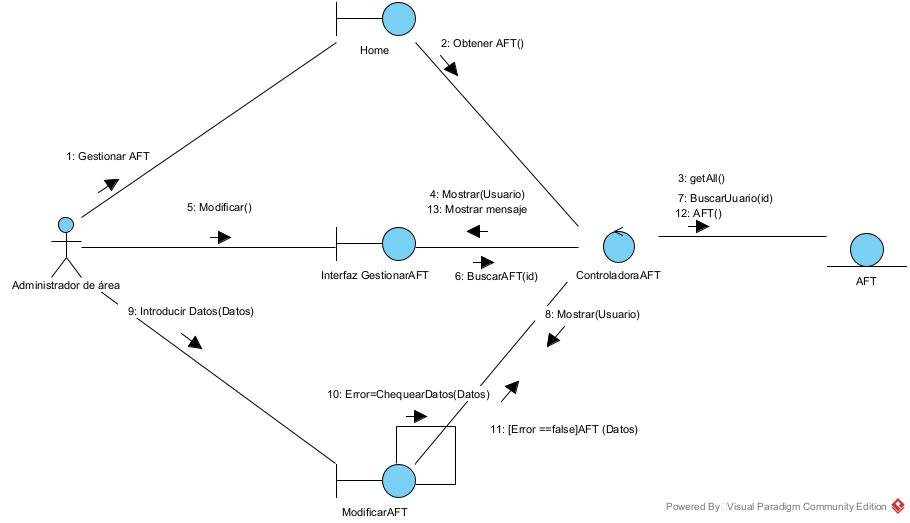 Home
2: Obtener AFT()
1: Gestionar AFT
3: getAll()
7: BuscarUuario(id)
12: AFT()
4: Mostrar(Usuario)
13: Mostrar mensaje
5: Modificar()
Interfaz GestionarAFT
6: BuscarAFT(id)
ControladoraAFT
AFT
Administrador de área
9: Introducir Datos(Datos)
8: Mostrar(Usuario)
10: Error=ChequearDatos(Datos)
11: [Error ==false]AFT (Datos)
ModificarAFT
Powered By Visual Paradigm Community Edition